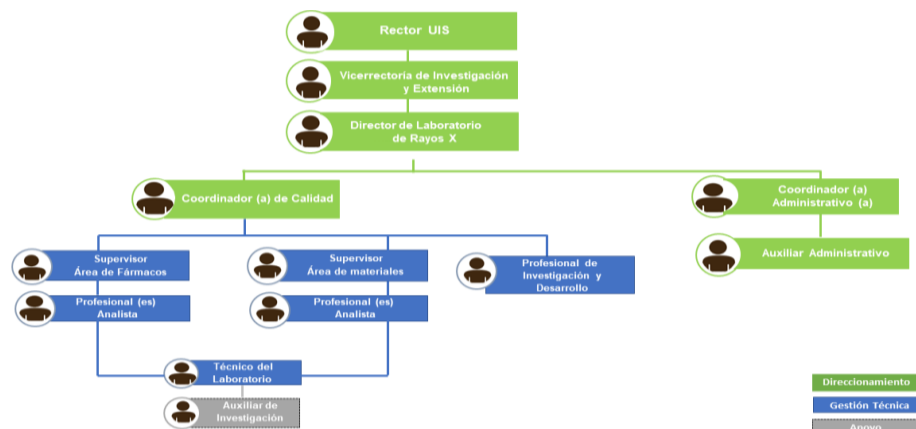 Rector UIS
Vicerrectoría de Investigación
y Extensión
Director de Laboratorio
de Rayos X
Coordinador (a) de Calidad
Coordinador (a)
Administrativo (a)
Supervisor
Área de Fármacos
Supervisor
Área de materiales
Profesional de
Investigación y
Desarrollo
Auxiliar Administrativo
Profesional (es)
Analista
Profesional (es)
Analista
Técnico del
Laboratorio
Auxiliar de
Investigación
Direccionamiento
Gestión Técnica
Apoyo